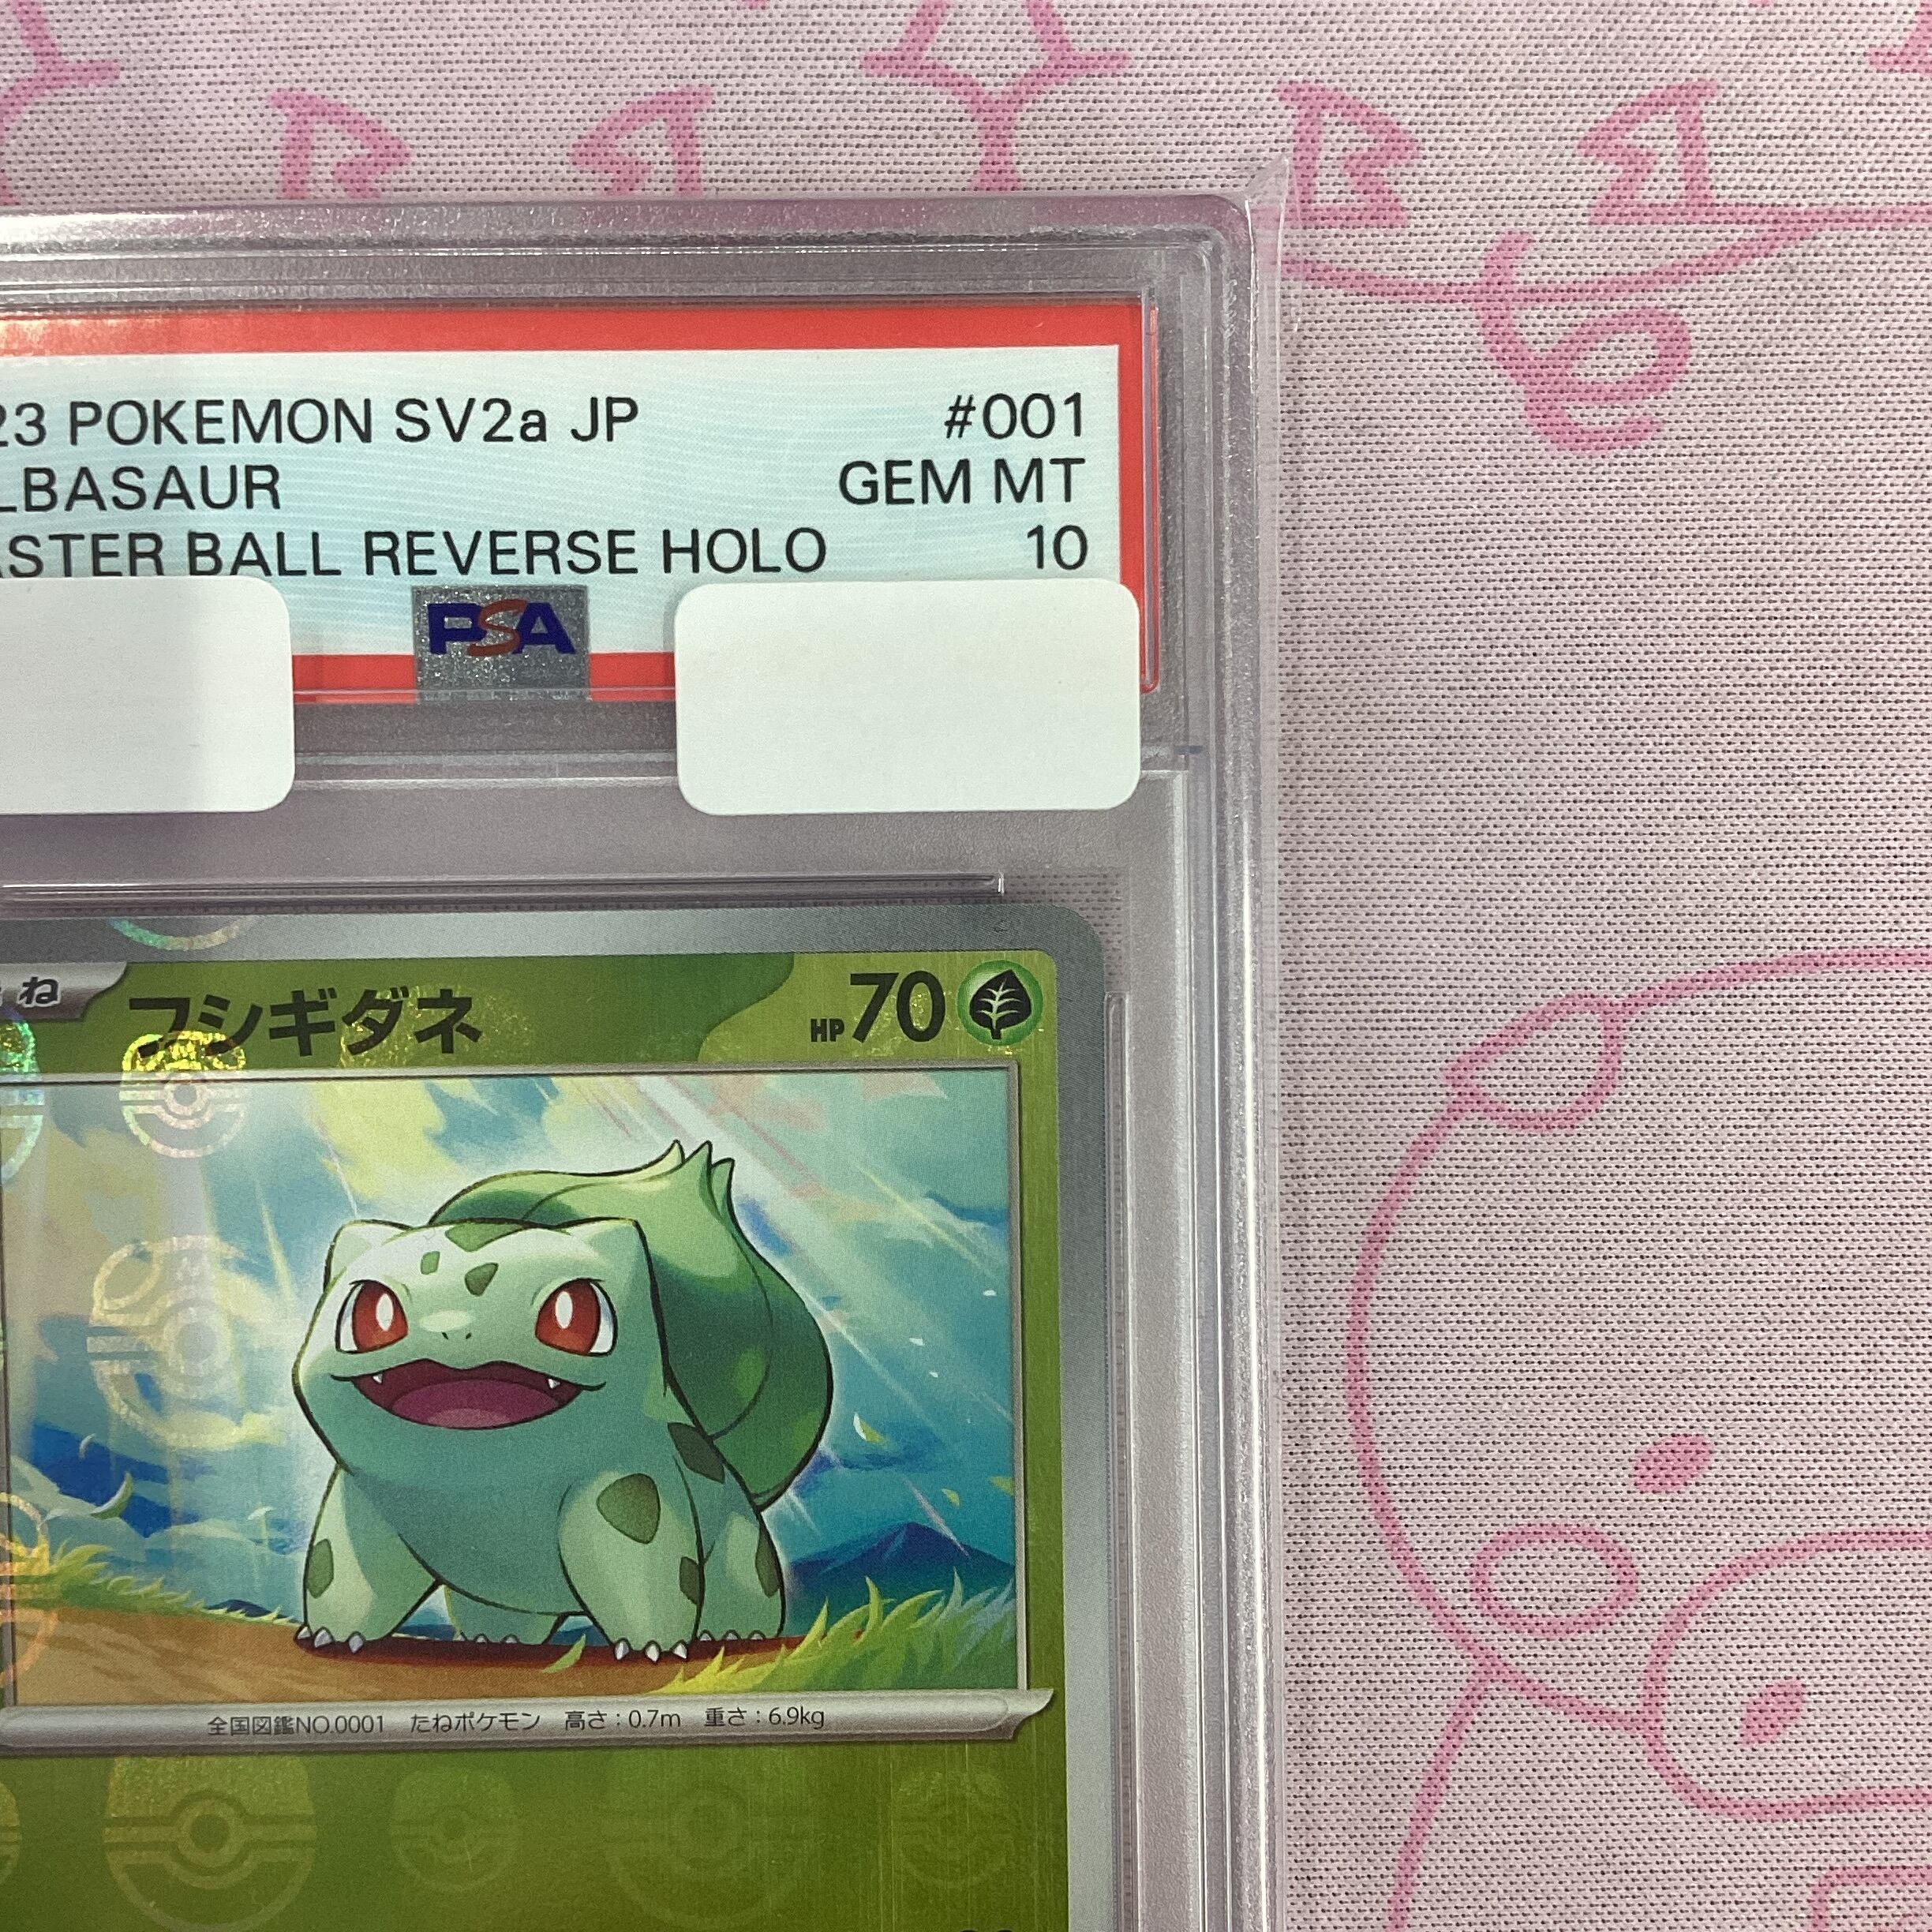 23 POKEMON SV2a JP #001
LBASAUR GEM MT
ASTER BALL REVERSE HOLO 10
PSA
ね フシギダネ HP70
全国図鑑NO.0001 たねポケモン 高さ:0.7m 重さ:6.9kg